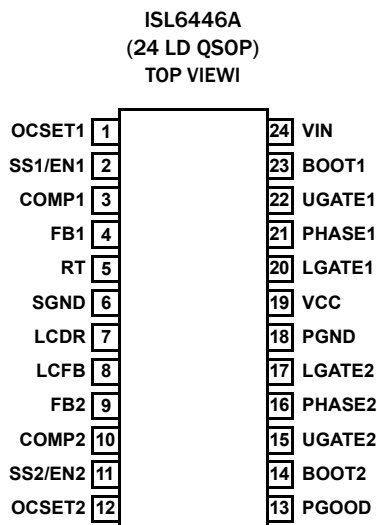 ISL6446A
(24 LD QSOP)
TOP VIEWI
OCSET1 1 24 VIN
SS1/EN1 2 23 BOOT1
COMP1 3 22 UGATE1
FB1 4 21 PHASE1
RT 5 20 LGATE1
SGND 6 19 VCC
LCDR 7 18 PGND
LCFB 8 17 LGATE2
FB2 9 16 PHASE2
COMP2 10 15 UGATE2
SS2/EN2 11 14 BOOT2
OCSET2 12 13 PGOOD